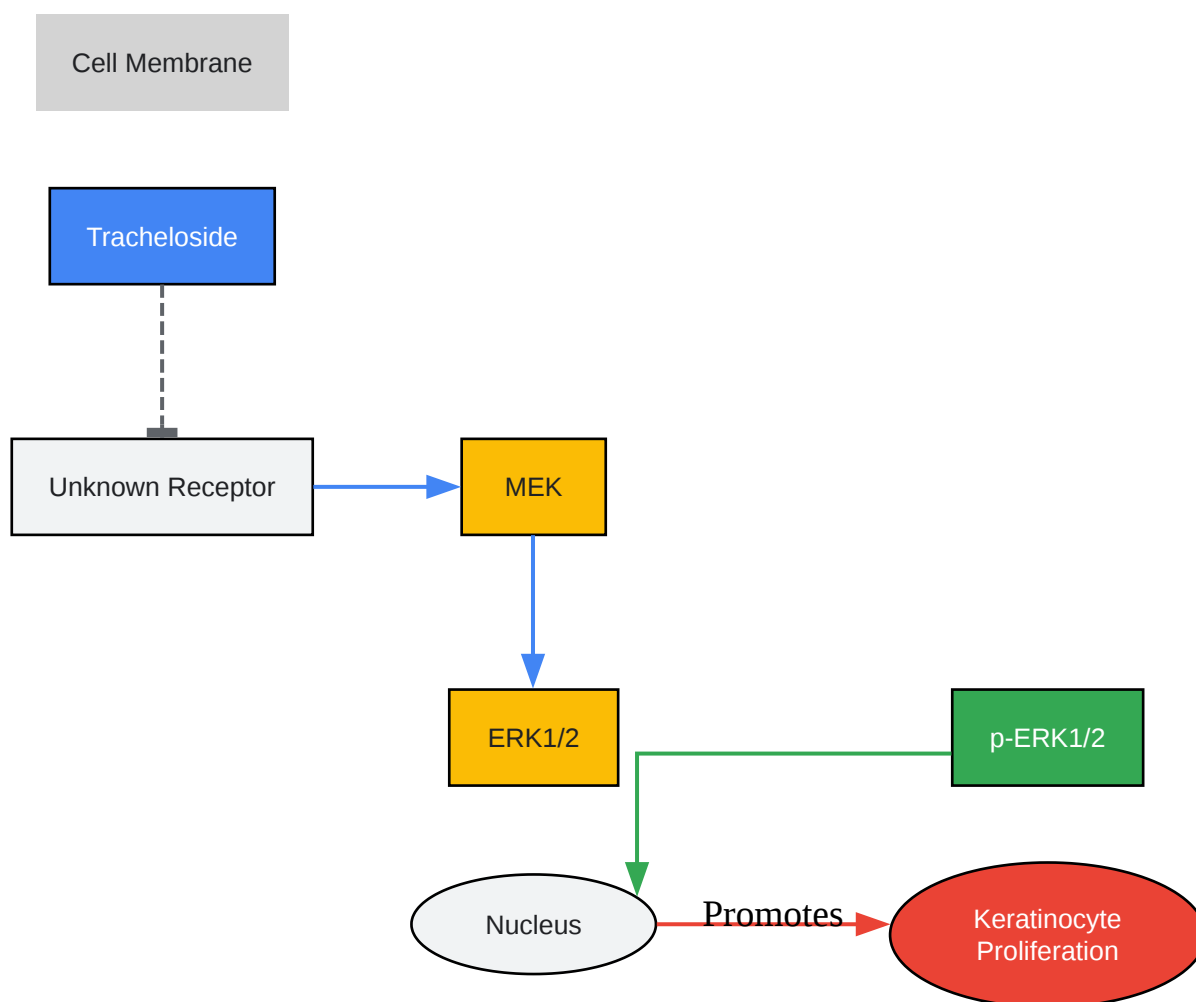 Cell Membrane
Tracheloside
Unknown Receptor
MEK
ERK1/2
p-ERK1/2
Nucleus
Promotes
Keratinocyte
Proliferation